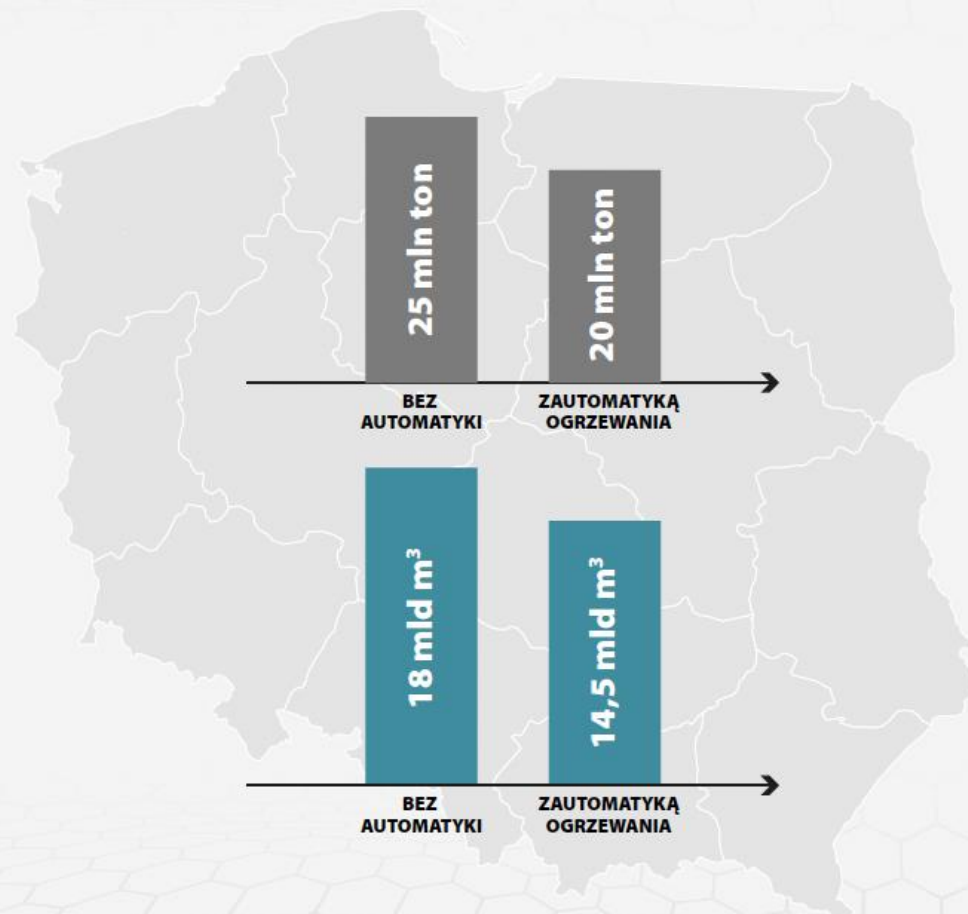 25 mln ton
20 mln ton
BEZ
AUTOMATYKI
ZAUTOMATYKĄ
OGRZEWANIA
18 mld m³
14,5 mld m³
BEZ
AUTOMATYKI
ZAUTOMATYKĄ
OGRZEWANIA